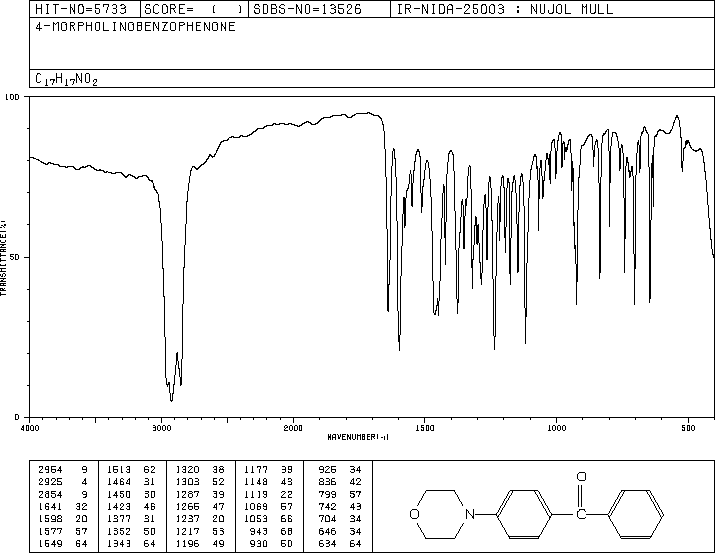 HIT-NO=5733 SCORE= ( ) SDBS-NO=13526 IR-NIDA-25003 : NUJOL MULL
4-MORPHOLINOBENZOPHENONE
C17H17NO2
100
50
0
TRANSMITTANCE(%)
4000 3000 2000 1500 1000 500
WAVENUMBER(-1)
2954 9 1513 62 1320 38 1177 39 926 34
2925 4 1464 31 1303 52 1148 43 836 42
2854 9 1450 30 1287 39 1119 22 799 57
1641 32 1423 46 1266 47 1069 57 742 43
1598 20 1377 31 1237 20 1053 66 704 34
1577 57 1352 50 1217 53 943 68 646 34
1549 64 1343 64 1196 49 930 50 634 64
O
O N C